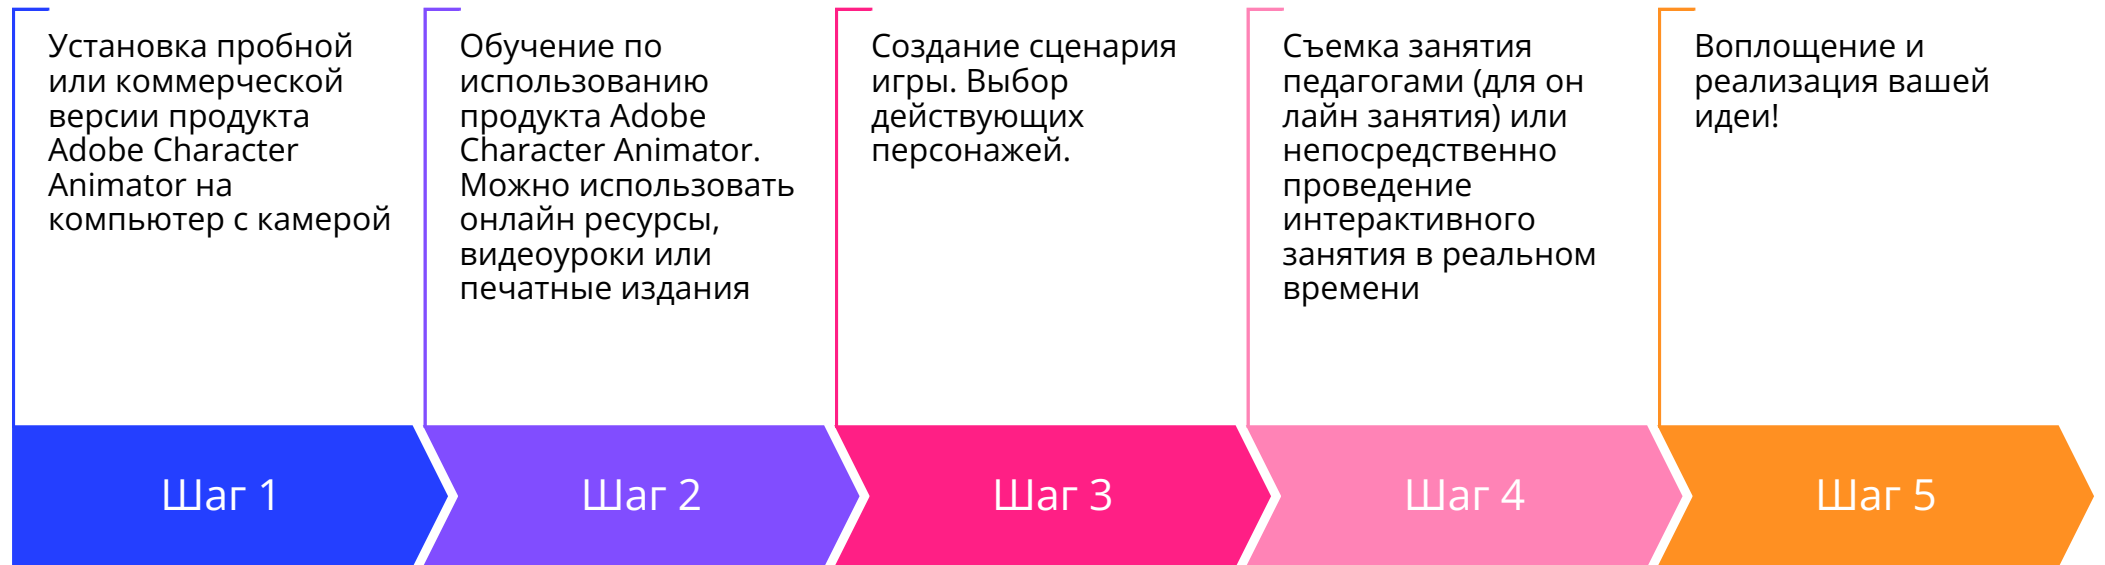 Установка пробной
или коммерческой
версии продукта
Adobe Character
Animator на
компьютер с камерой
Обучение по
использованию
продукта Adobe
Character Animator.
Можно использовать
онлайн ресурсы,
видеоуроки или
печатные издания
Создание сценария
игры. Выбор
действующих
персонажей.
Съемка занятия
педагогами (для он
лайн занятия) или
непосредственно
проведение
интерактивного
занятия в реальном
времени
Воплощение и
реализация вашей
идеи!
Шаг 1
Шаг 2
Шаг 3
Шаг 4
Шаг 5